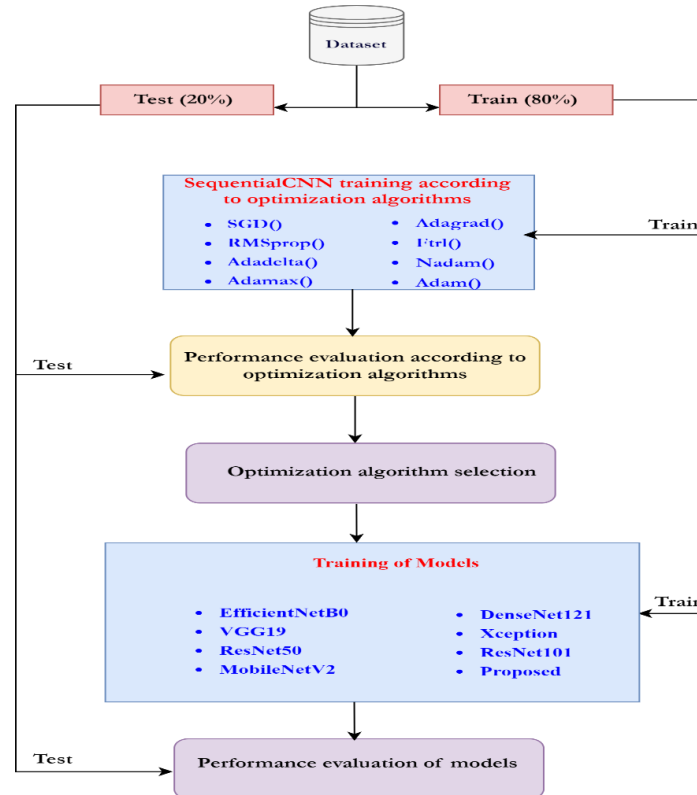 Dataset
Test (20%)
Train (80%)
SequentialCNN training according
to optimization algorithms
SGD()
RMSprop()
Adadelta()
Adamax()
Adagrad()
Ftrl()
Nadam()
Adam()
Train
Test
Performance evaluation according to
optimization algorithms
Optimization algorithm selection
Training of Models
EfficientNetB0
VGG19
ResNet50
MobileNetV2
DenseNet121
Xception
ResNet101
Proposed
Train
Test
Performance evaluation of models